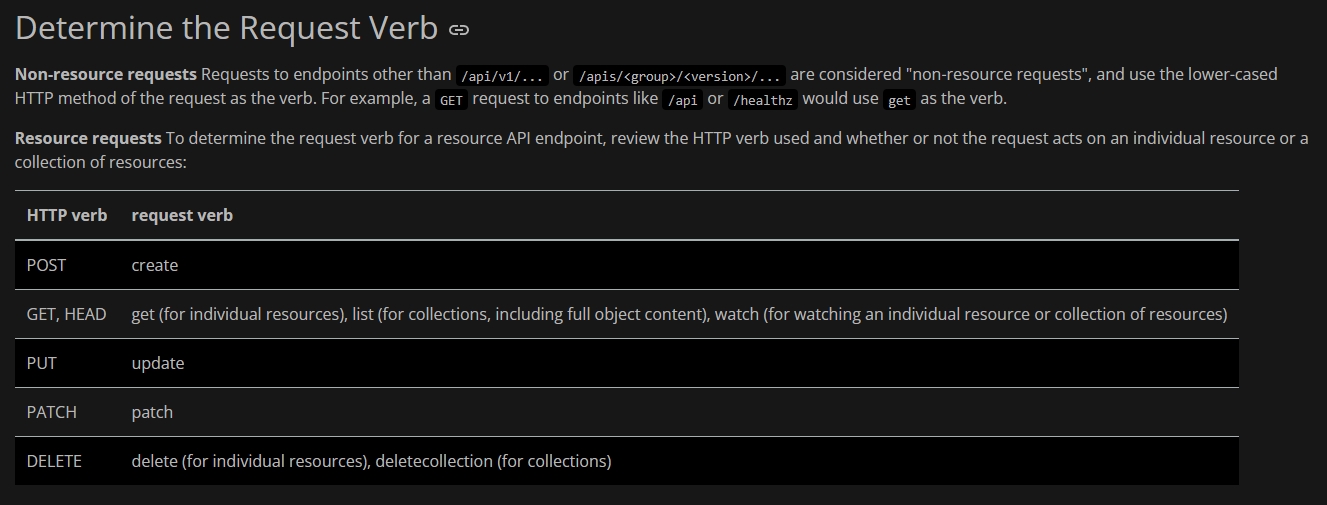 Determine the Request Verb
Non-resource requests Requests to endpoints other than /api/v1/... or /apis/<group>/<version>/... are considered "non-resource requests", and use the lower-cased
HTTP method of the request as the verb. For example, a GET request to endpoints like /api or /healthz would use get as the verb.
Resource requests To determine the request verb for a resource API endpoint, review the HTTP verb used and whether or not the request acts on an individual resource or a
collection of resources:
HTTP verb request verb
POST create
GET, HEAD get (for individual resources), list (for collections, including full object content), watch (for watching an individual resource or collection of resources)
PUT update
PATCH patch
DELETE delete (for individual resources), deletecollection (for collections)